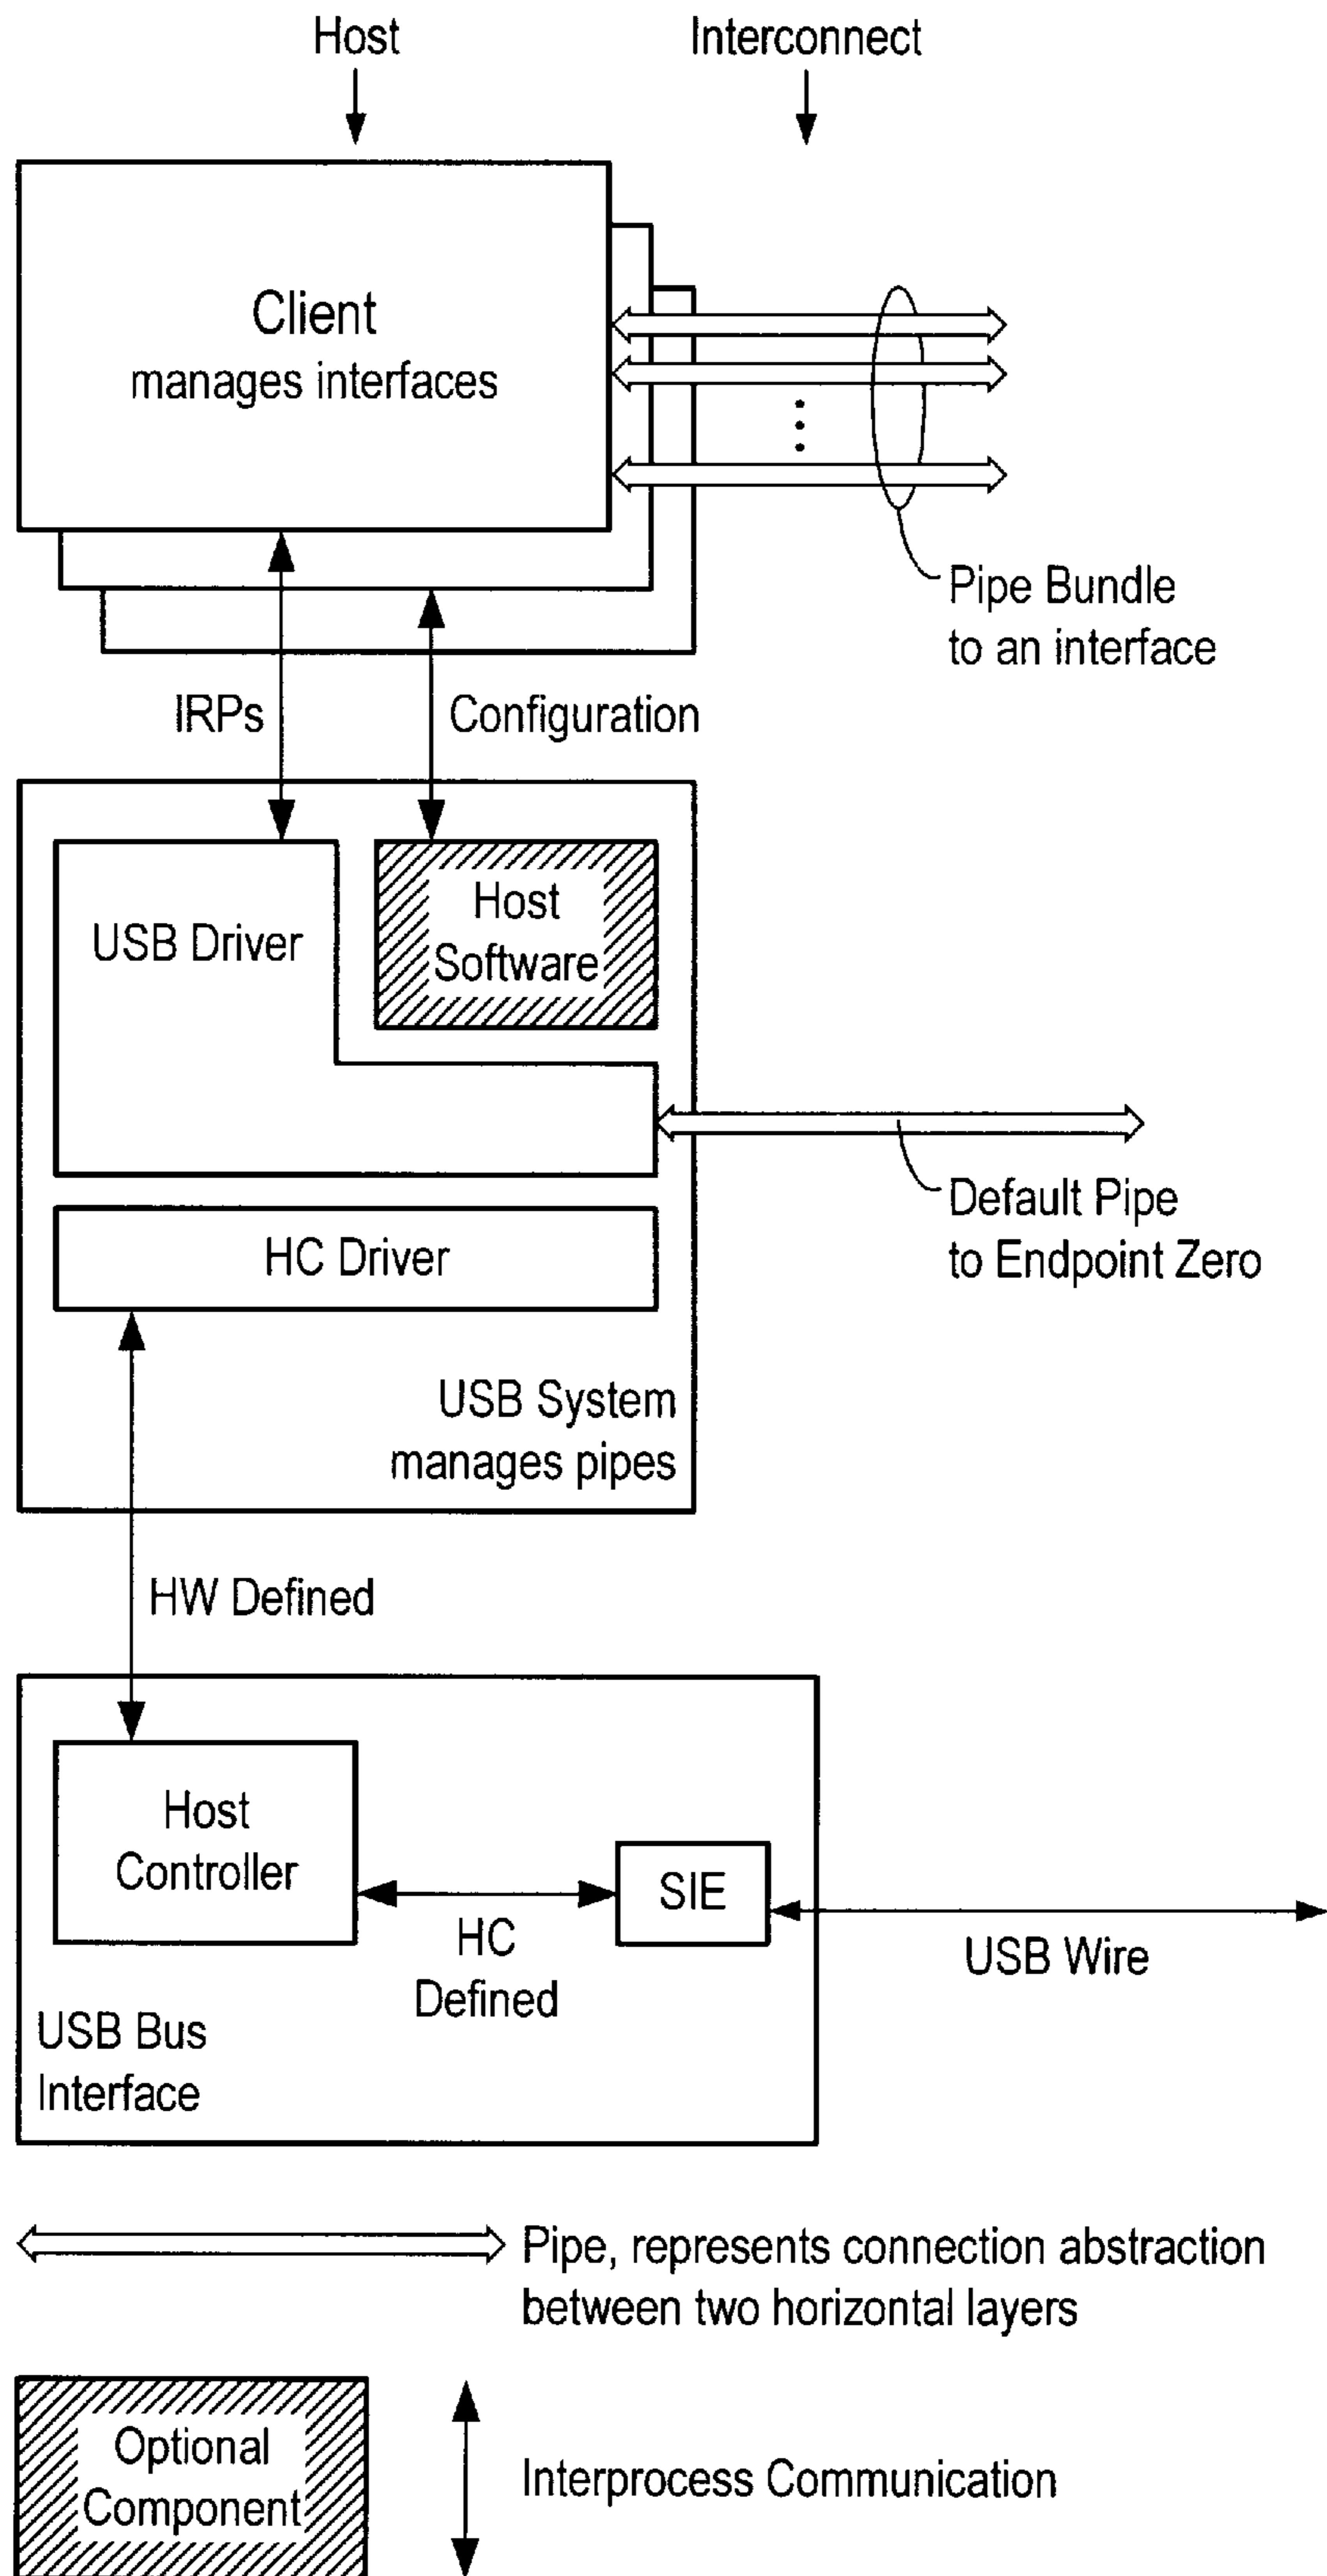 Host
Interconnect
Client
manages interfaces
Pipe Bundle
to an interface
IRPs
Configuration
USB Driver
Host
Software
Default Pipe
to Endpoint Zero
HC Driver
USB System
manages pipes
HW Defined
Host
Controller
SIE
HC
Defined
USB Wire
USB Bus
Interface
Pipe, represents connection abstraction
between two horizontal layers
Optional
Component
Interprocess Communication